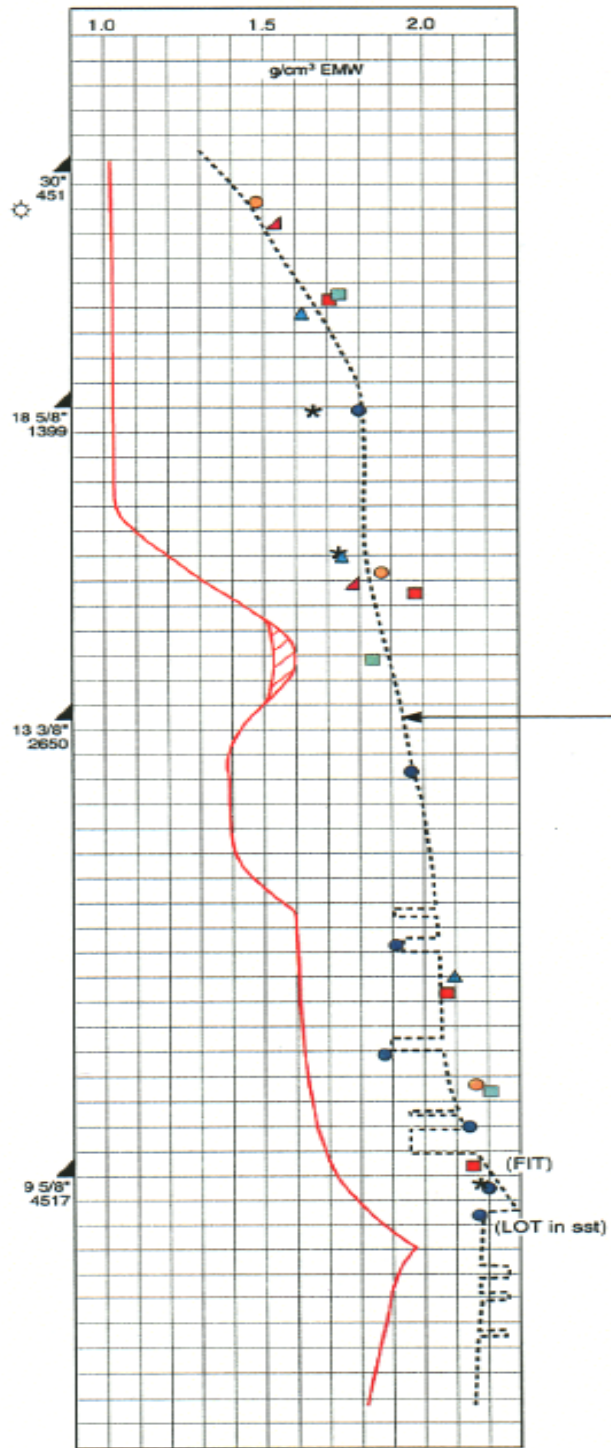 1.0 1.5 2.0
g/cm³ EMW
30"
451
18 5/8"
1399
13 3/8"
2650
(FIT)
9 5/8"
4517
(LOT in sst)